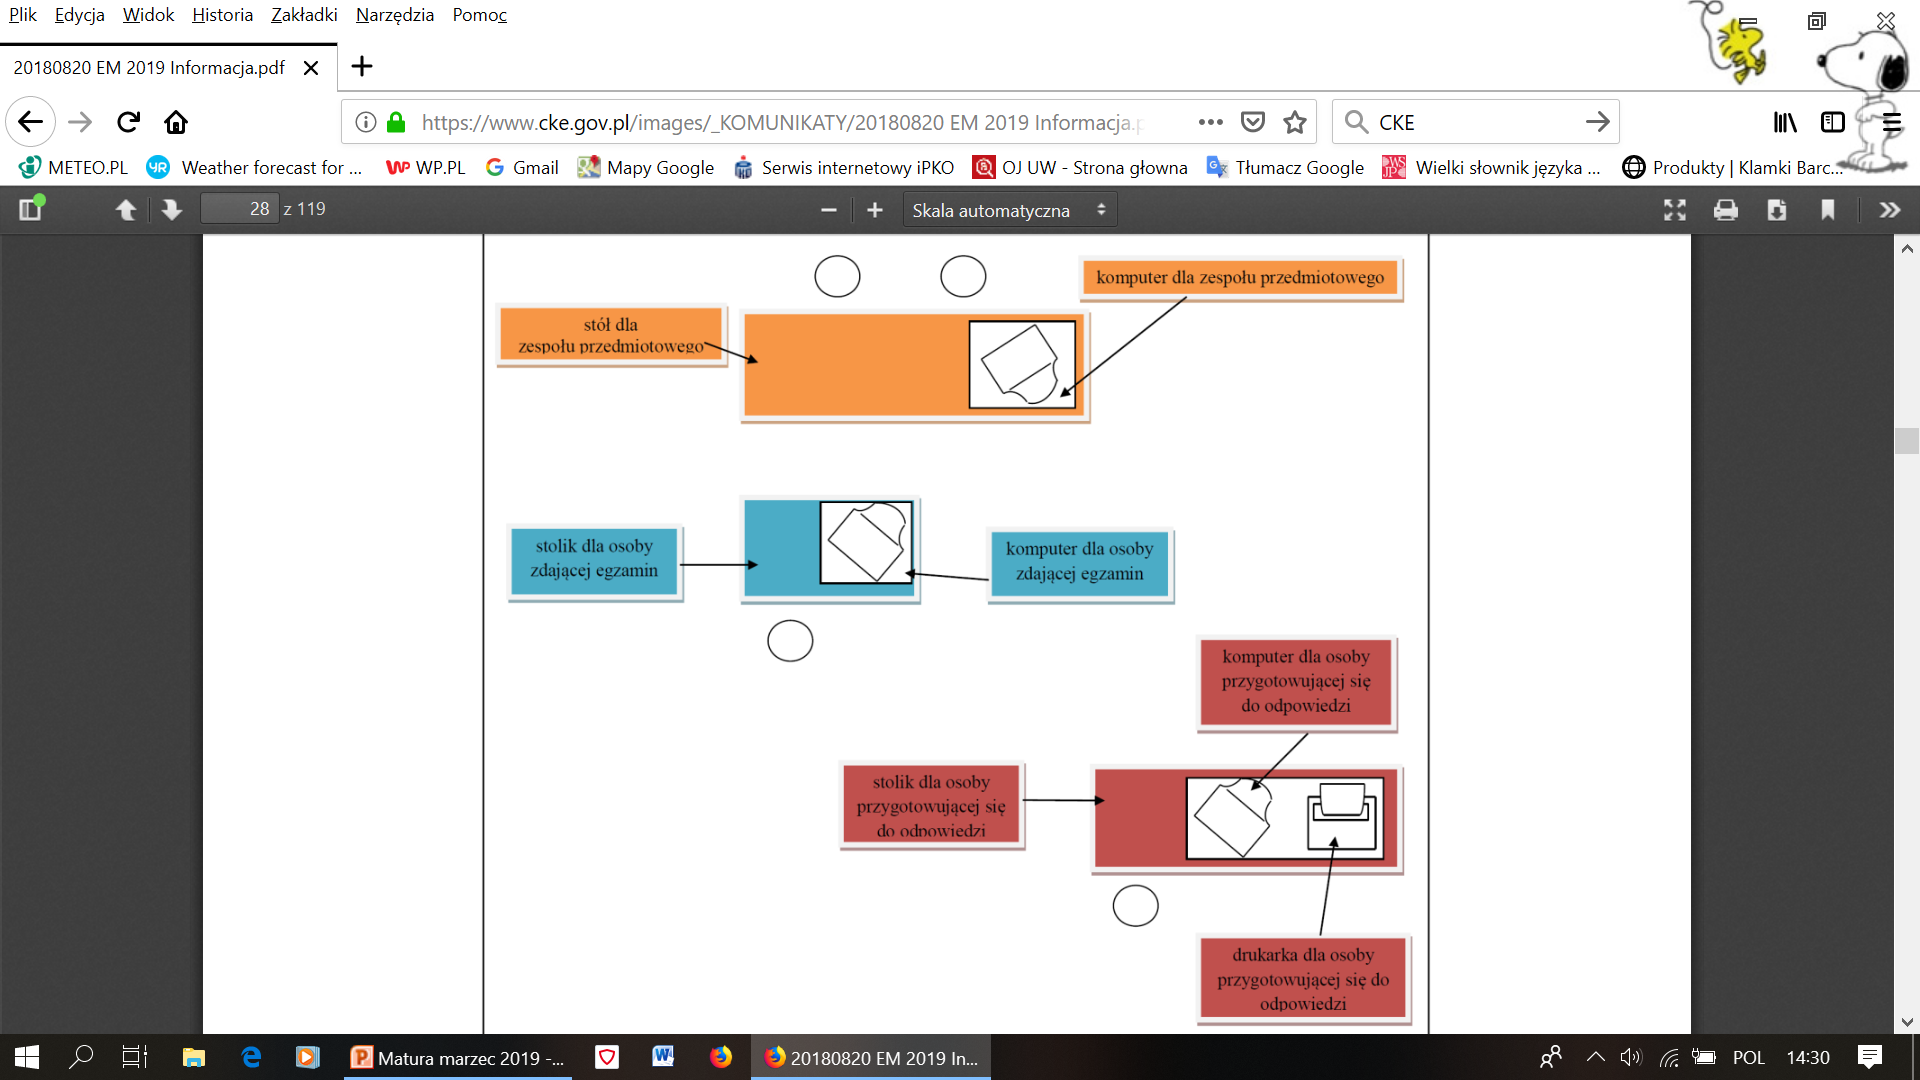 Plik Edycja Widok Historia Zakładki Narzędzia Pomoc
20180820 EM 2019 Informacja.pdf
https://www.cke.gov.pl/images/_KOMUNIKATY/20180820 EM 2019 Informacja.p
CKE
METEO.PL Weather forecast for ... WP.PL Gmail Mapy Google Serwis internetowy iPKO OJ UW - Strona głowna Tłumacz Google Wielki słownik języka ... Produkty | Klamki Barc...
28 z 119 Skala automatyczna
komputer dla zespołu przedmiotowego
stół dla
zespołu przedmiotowego
stolik dla osoby
zdającej egzamin
komputer dla osoby
zdającej egzamin
komputer dla osoby
przygotowującej się
do odpowiedzi
stolik dla osoby
przygotowującej się
do odpowiedzi
drukarka dla osoby
przygotowującej się do
odpowiedzi
Matura marzec 2019 -... 20180820 EM 2019 In... POL 14:30